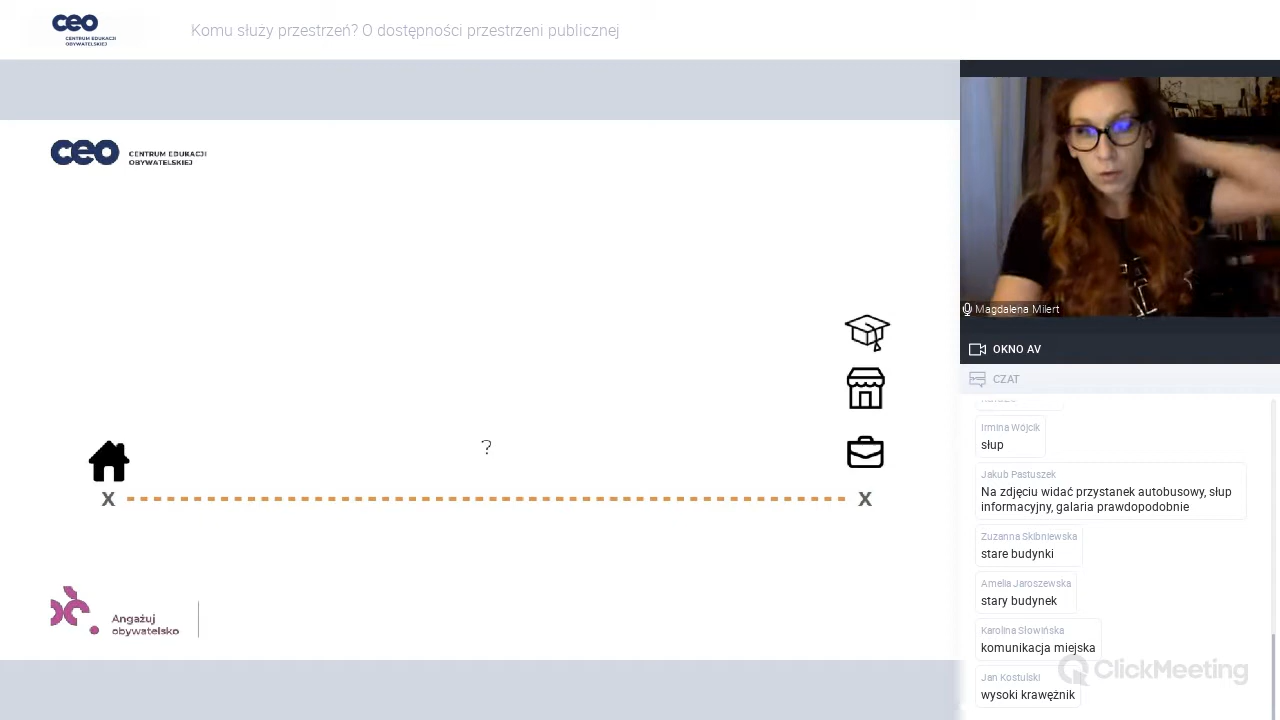 ceo
CENTRUM EDUKACJI
OBYWATELSKIEJ
Komu służy przestrzeń? O dostępności przestrzeni publicznej
ceo
CENTRUM EDUKACJI
OBYWATELSKIEJ
?
X
X
Angażuj
obywatelsko
Magdalena Milert
OKNO AV
CZAT
Irmina Wójcik
słup
Jakub Pastuszek
Na zdjęciu widać przystanek autobusowy, słup
informacyjny, galaria prawdopodobnie
Zuzanna Skibniewska
stare budynki
Amelia Jaroszewska
stary budynek
Karolina Słowińska
komunikacja miejska
Jan Kostulski
wysoki krawężnik
ClickMeeting